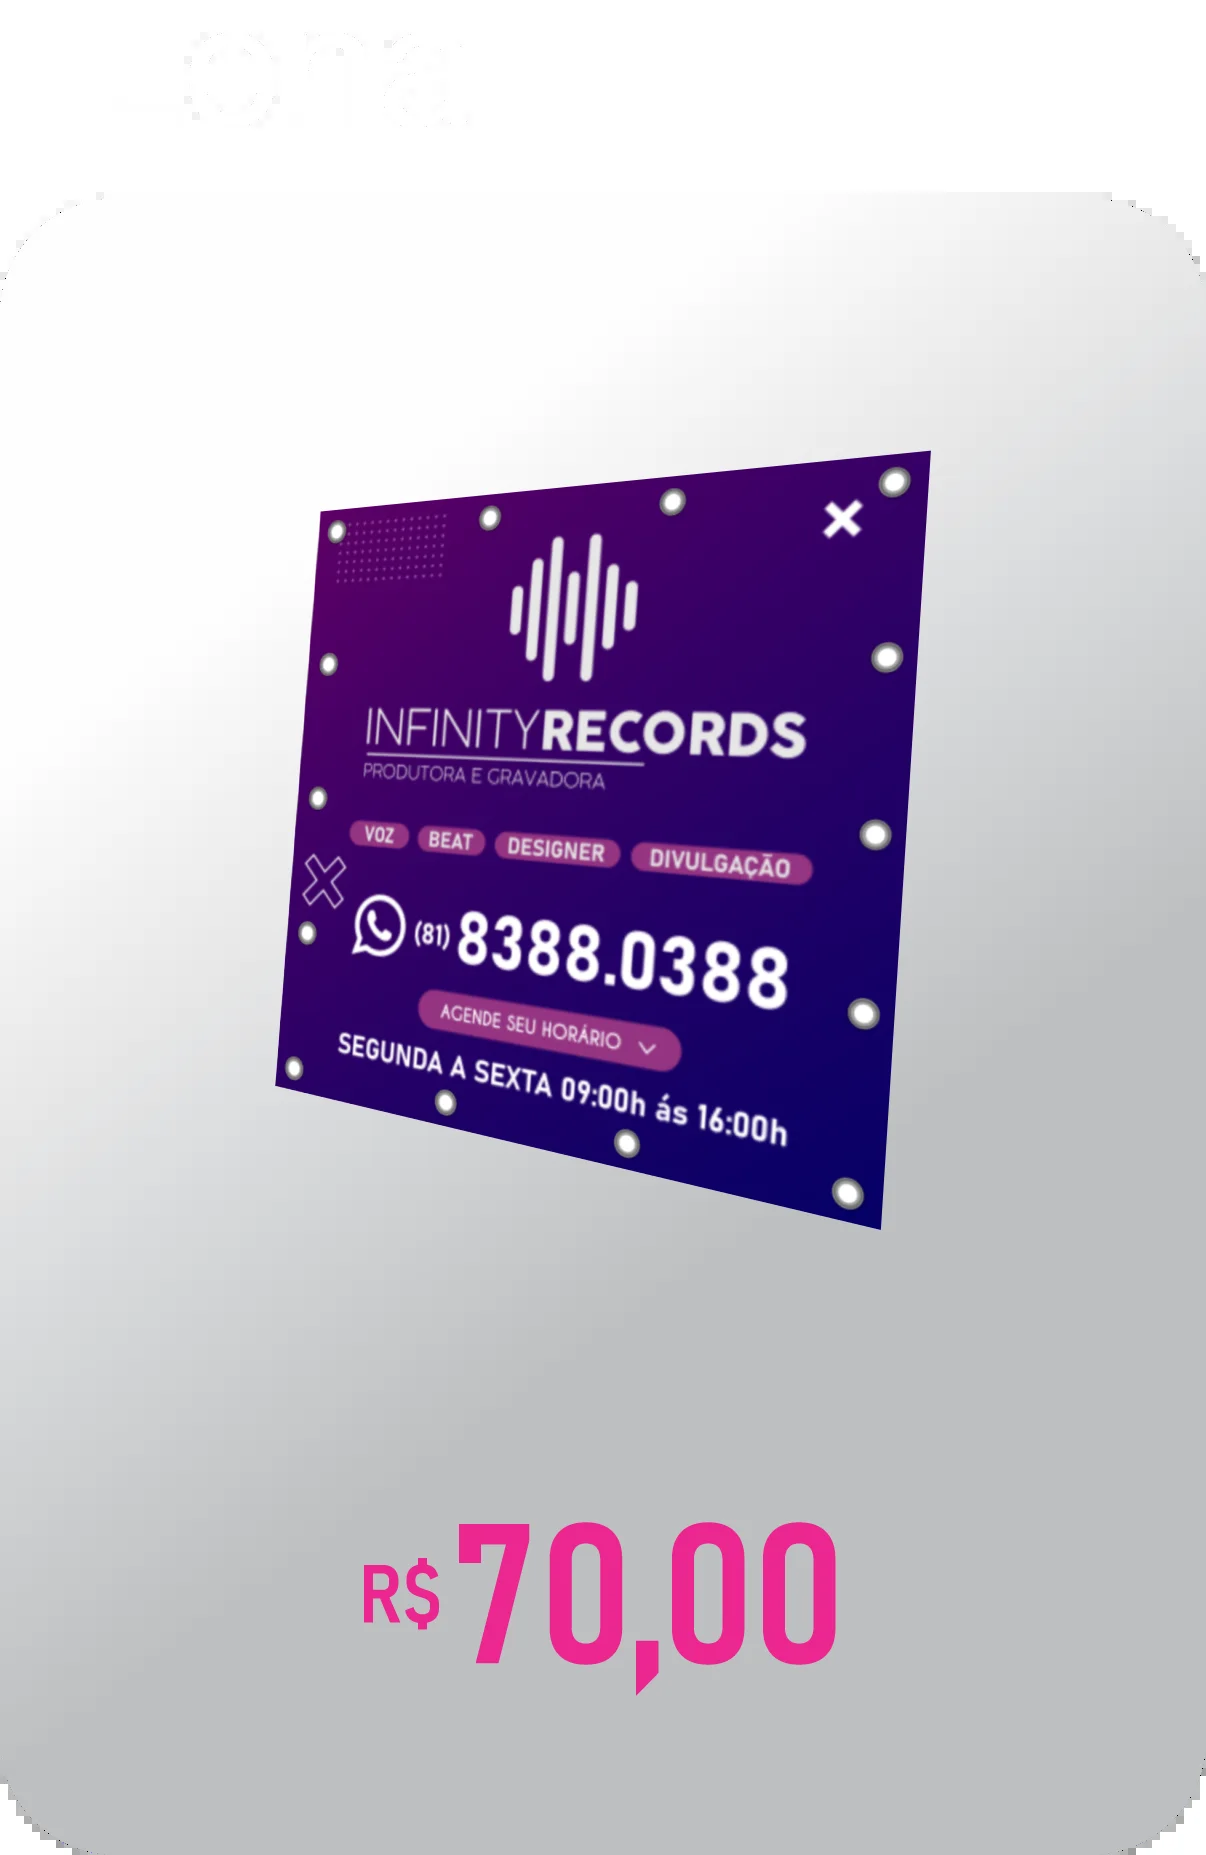 Lona
INFINITYRECORDS
PRODUTORA E GRAVADORA
VOZ BEAT DESIGNER DIVULGAÇÃO
(81) 8388.0388
AGENDE SEU HORÁRIO
SEGUNDA A SEXTA 09:00h ás 16:00h
R$ 70,00